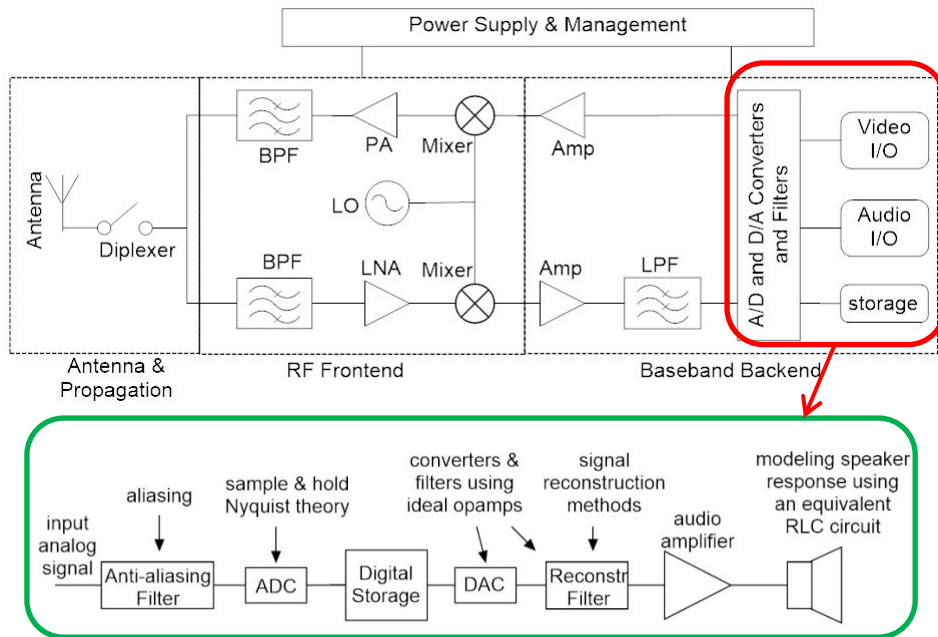 Power Supply & Management
BPF
PA
Mixer
Amp
LO
Antenna
Diplexer
BPF
LNA
Mixer
Amp
LPF
A/D and D/A Converters
and Filters
Video
I/O
Audio
I/O
storage
Antenna &
Propagation
RF Frontend
Baseband Backend
input
analog
signal
aliasing
Anti-aliasing
Filter
sample & hold
Nyquist theory
ADC
Digital
Storage
converters &
filters using
ideal opamps
DAC
signal
reconstruction
methods
Reconstr
Filter
audio
amplifier
modeling speaker
response using
an equivalent
RLC circuit